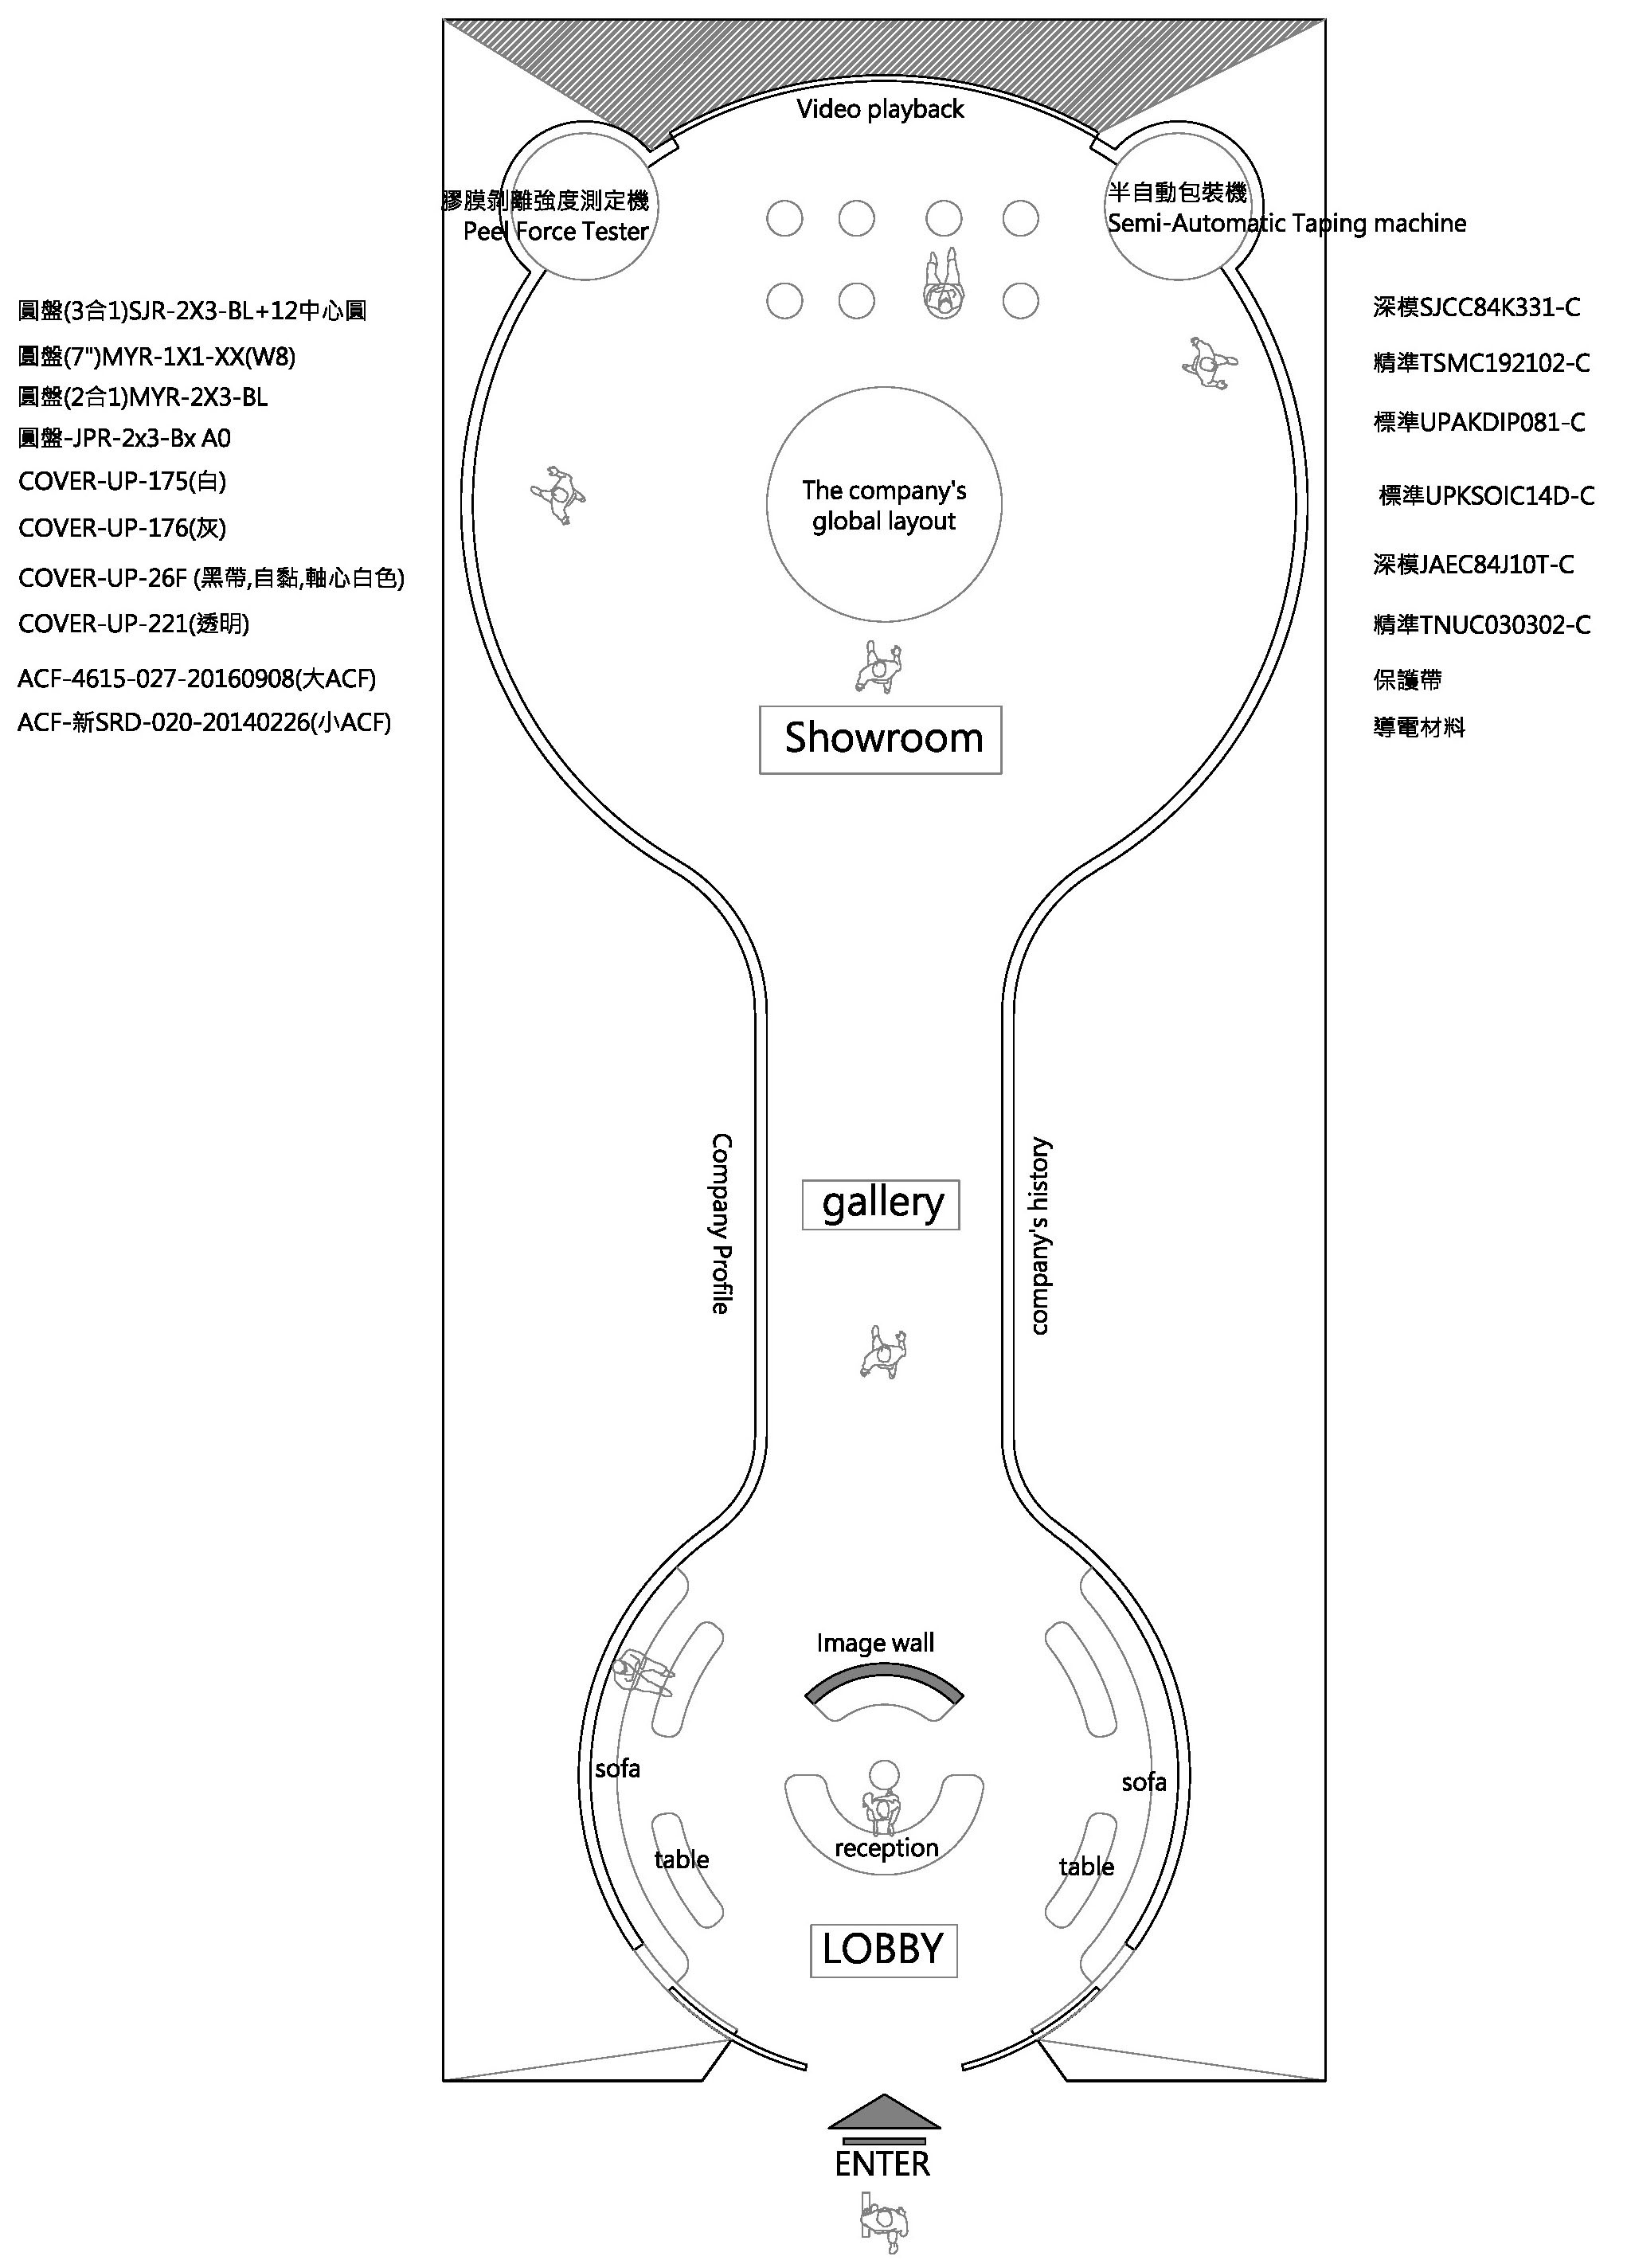 Video playback
膠膜剝離強度測定機
Peel Force Tester
半自動包裝機
Semi-Automatic Taping machine
圓盤(3合1)SJR-2X3-BL+12中心圓
圓盤(7")MYR-1X1-XX(W8)
圓盤(2合1)MYR-2X3-BL
圓盤-JPR-2x3-Bx A0
COVER-UP-175(白)
COVER-UP-176(灰)
COVER-UP-26F (黑帶,自黏,軸心白色)
COVER-UP-221(透明)
ACF-4615-027-20160908(大ACF)
ACF-新SRD-020-20140226(小ACF)
深模SJCC84K331-C
精準TSMC192102-C
標準UPAKDIP081-C
標準UPKSOIC14D-C
深模JAEC84J10T-C
精準TNUC030302-C
保護帶
導電材料
The company's
global layout
Showroom
Company Profile
gallery
company's history
Image wall
sofa
sofa
reception
table
table
LOBBY
ENTER